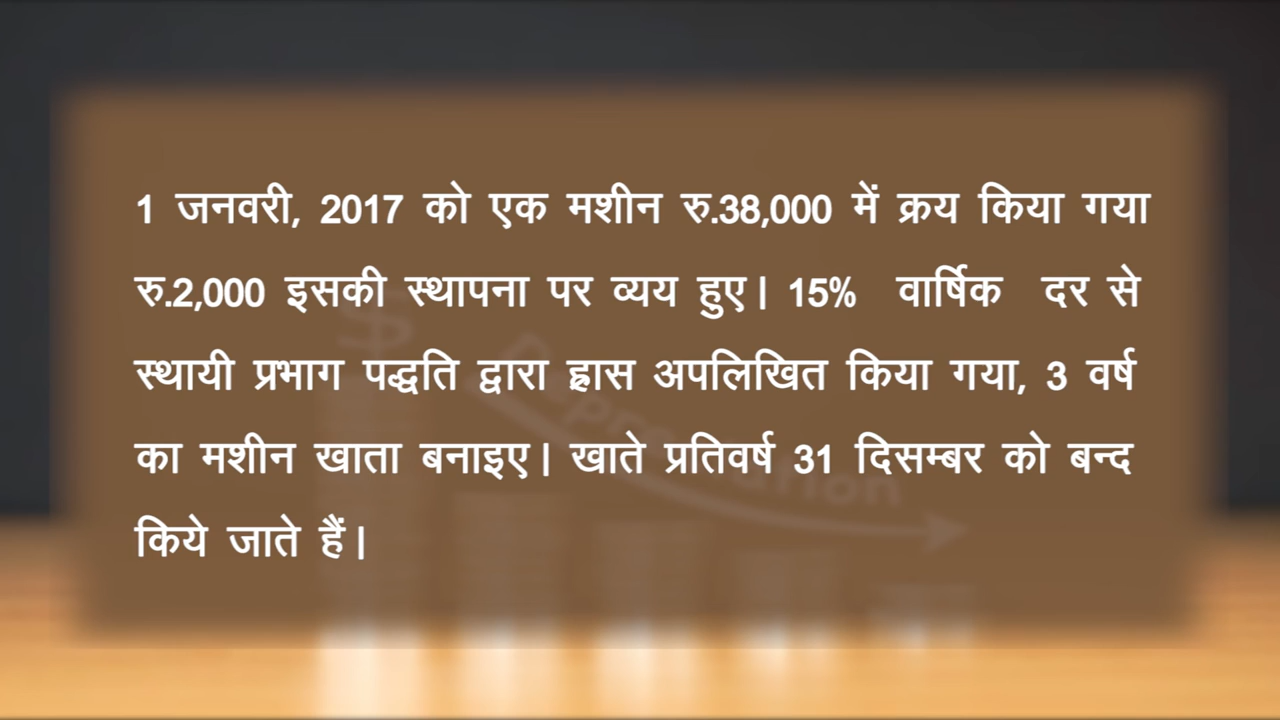 1 जनवरी, 2017 को एक मशीन रु.38,000 में क्रय किया गया
रु.2,000 इसकी स्थापना पर व्यय हुए| 15% वार्षिक दर से
स्थायी प्रभाग पद्धति द्वारा ह्रास अपलिखित किया गया, 3 वर्ष
का मशीन खाता बनाइए| खाते प्रतिवर्ष 31 दिसम्बर को बन्द
किये जाते हैं|
$
Depreciation